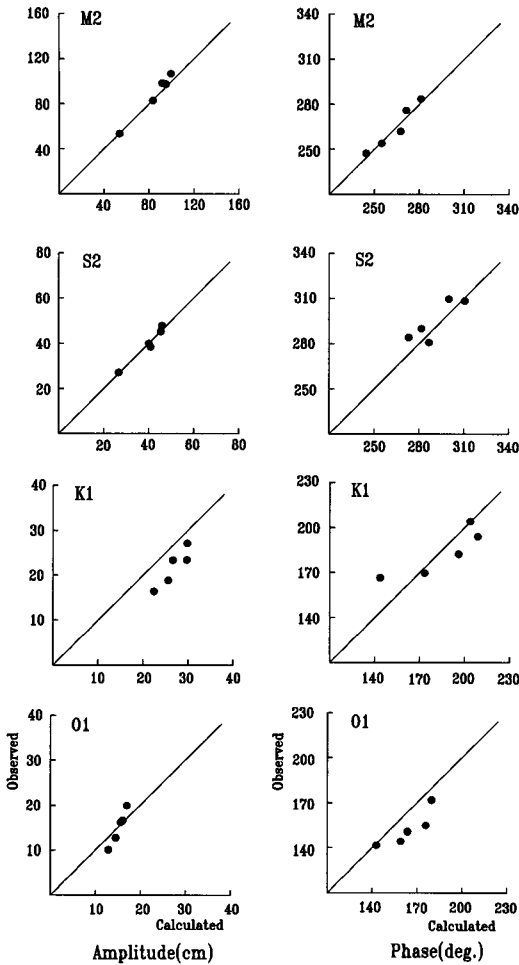 160 M2
120
80
40
40 80 120 160
340 M2
310
280
250
250 280 310 340
80 S2
60
40
20
20 40 60 80
340 S2
310
280
250
250 280 310 340
40 K1
30
20
10
10 20 30 40
230 K1
200
170
140
140 170 200 230
40 O1
30
20
10
Observed
10 20 30 40
Calculated
Amplitude(cm)
230 O1
200
170
140
140 170 200 230
Calculated
Phase(deg.)